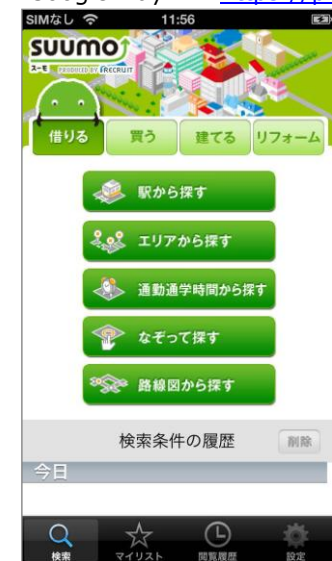 SIMなし 11:56
SUUMO
スーモ PRODUCED BY RECRUIT
借りる 買う 建てる リフォーム
駅から探す
エリアから探す
通勤通学時間から探す
なぞって探す
路線図から探す
検索条件の履歴 削除
今日
検索 マイリスト 閲覧履歴 設定